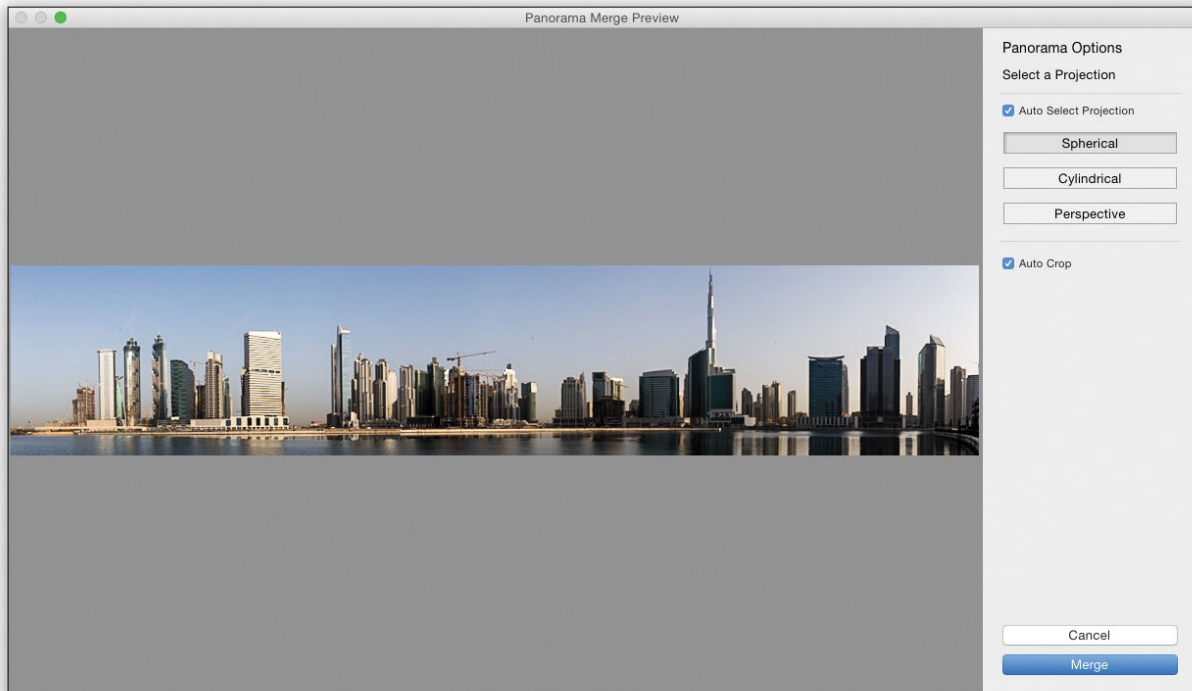 Panorama Merge Preview
Panorama Options
Select a Projection
Auto Select Projection
Spherical
Cylindrical
Perspective
Auto Crop
Cancel
Merge